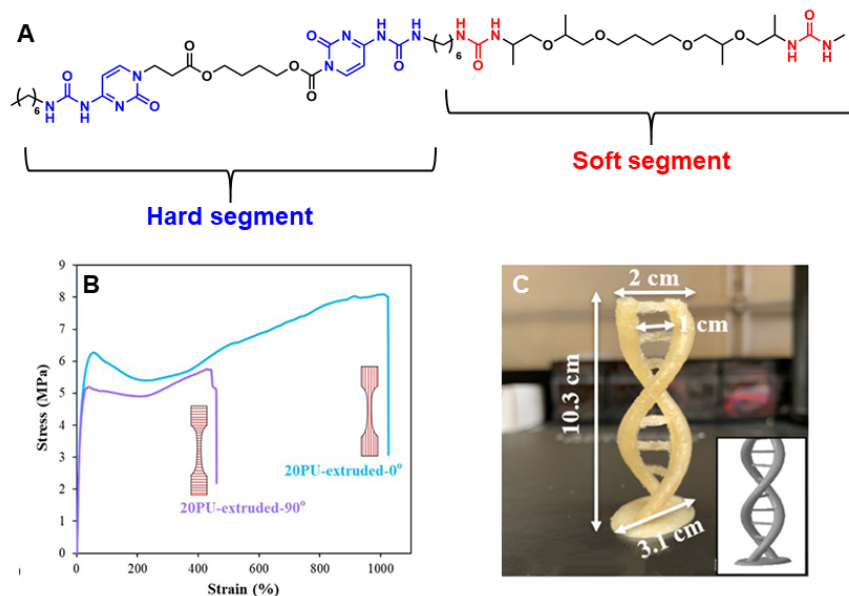 A
O
N
N
H
N
H
O
N
N
O
O
O
O
O
N
N
O
N
H
N
H
O
6
N
H
N
H
O
O
O
O
O
N
H
N
H
O
6
Hard segment
Soft segment
B
9
8
7
6
5
4
3
2
1
0
Stress (MPa)
0
200
400
600
800
1000
Strain (%)
20PU-extruded-0°
20PU-extruded-90°
C
2 cm
1 cm
10.3 cm
3.1 cm